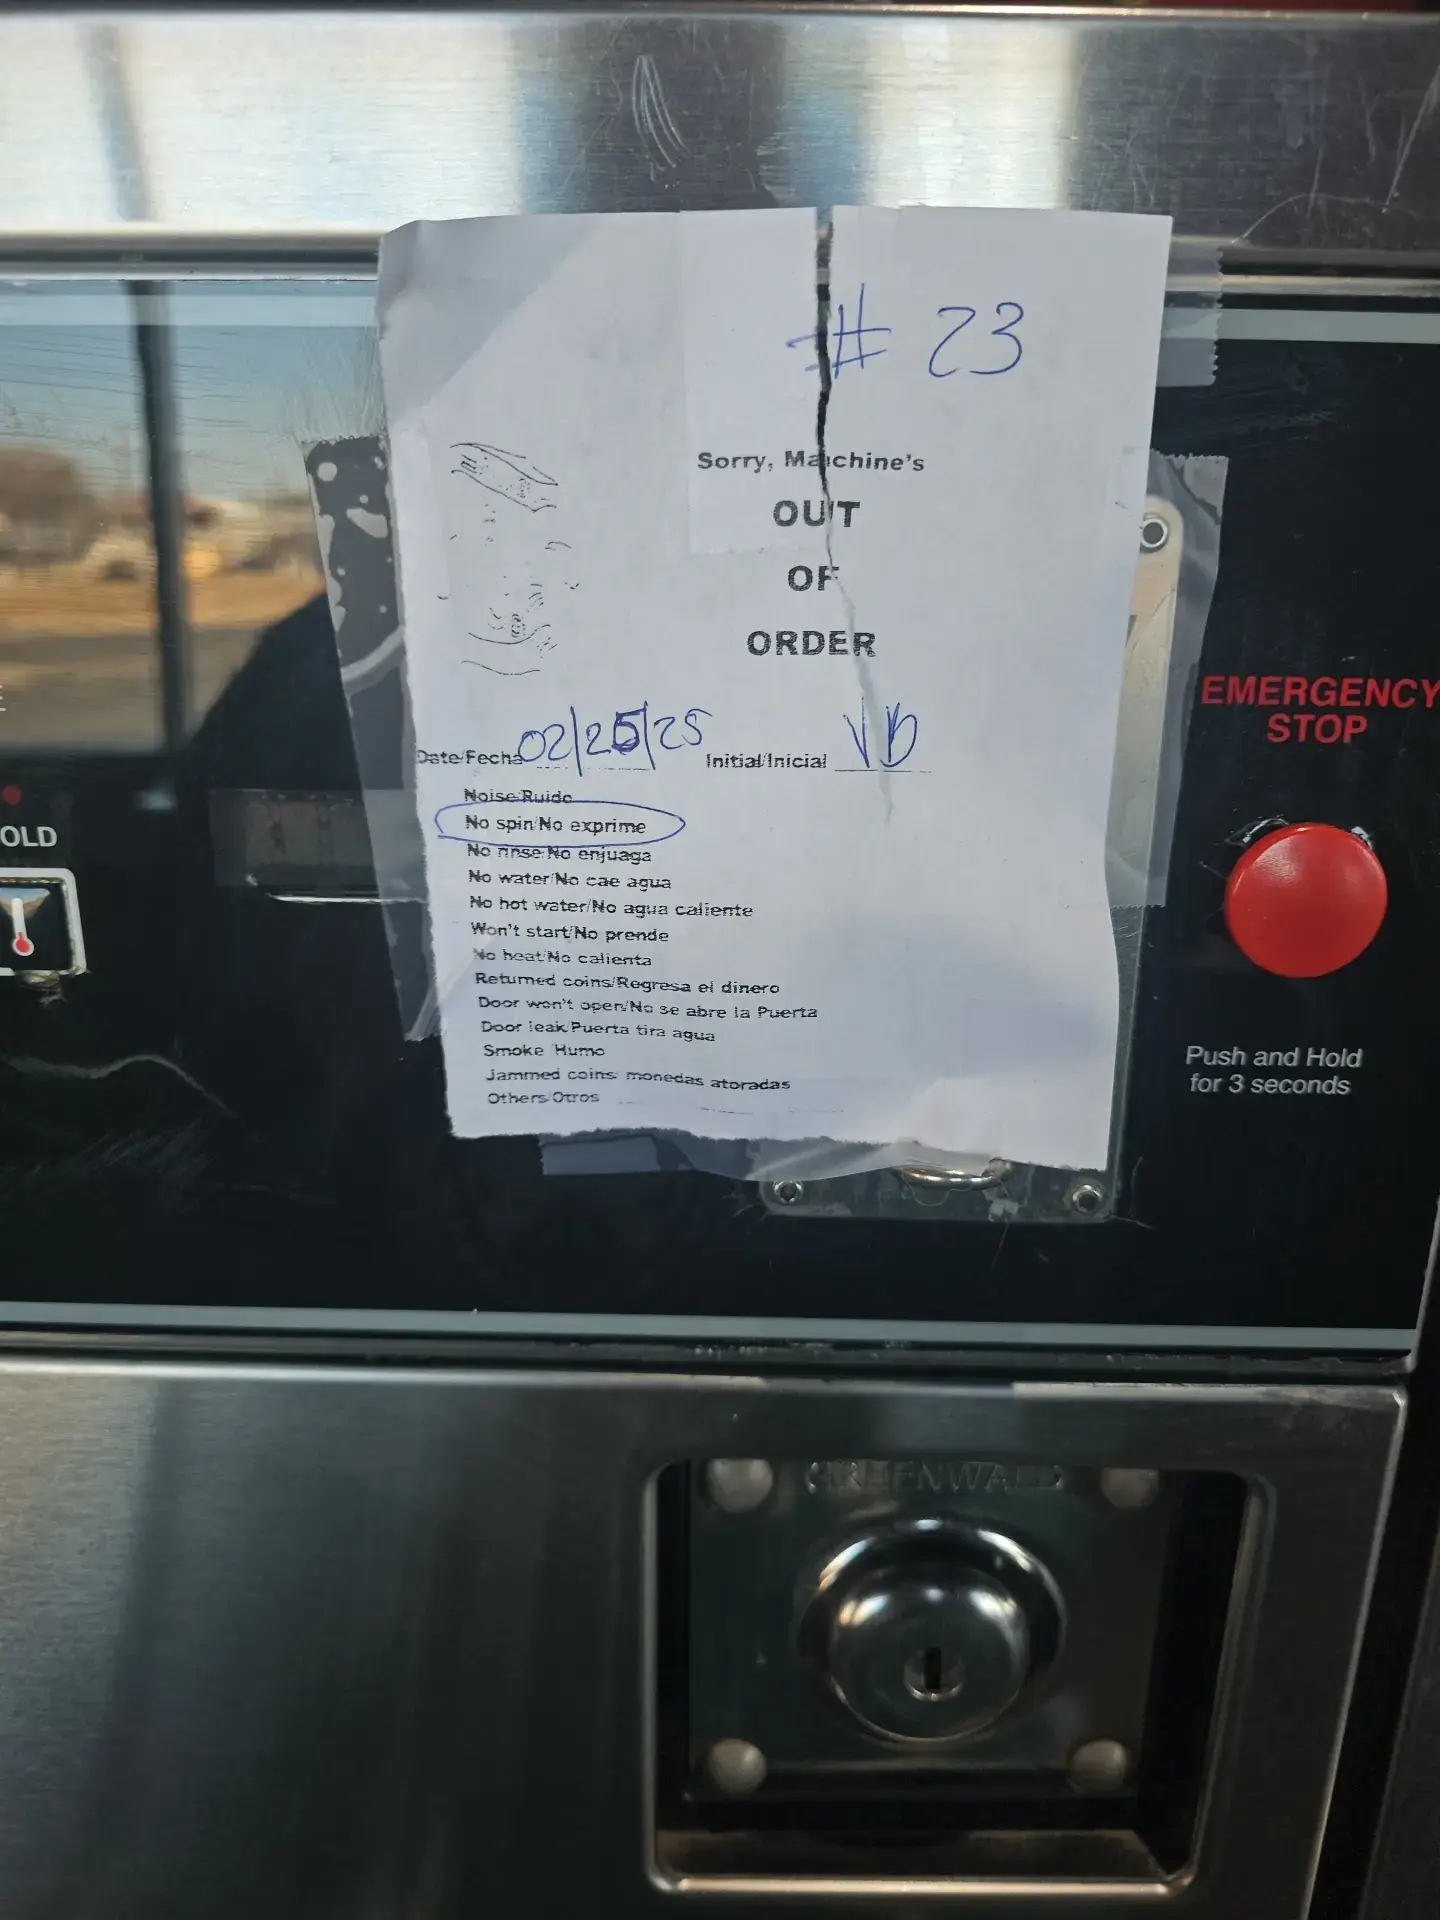 # 23
Sorry, Machine's
OUT
OF
ORDER
Date/Fecha 02/25/25 Initial/Inicial VD
Noise/Ruido
No spin/No exprime
No rinse/No enjuaga
No water/No cae agua
No hot water/No agua caliente
Won't start/No prende
No heat/No calienta
Returned coins/Regresa el dinero
Door won't open/No se abre la Puerta
Door leak/Puerta tira agua
Smoke/Humo
Jammed coins/monedas atoradas
Others/Otros
OLD
EMERGENCY
STOP
Push and Hold
for 3 seconds
GREENWALD